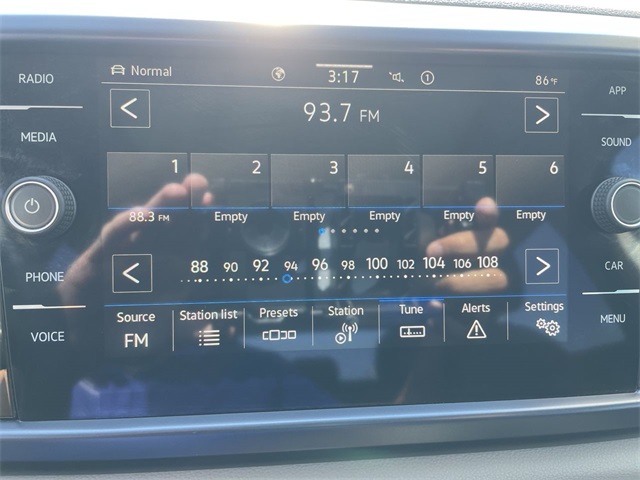 RADIO
MEDIA
PHONE
VOICE
Normal 3:17 1 86°F
93.7 FM
1 2 3 4 5 6
88.3 FM Empty Empty Empty Empty Empty
88 90 92 94 96 98 100 102 104 106 108
Source Station list Presets Station Tune Alerts Settings
FM
APP
SOUND
CAR
MENU